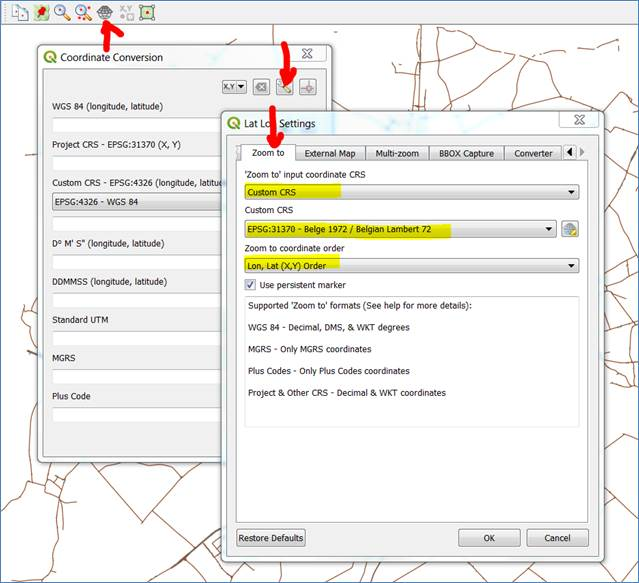 X,Y
Coordinate Conversion
X,Y
WGS 84 (longitude, latitude)
Project CRS - EPSG:31370 (X, Y)
Custom CRS - EPSG:4326 (longitude, latitu
EPSG:4326 - WGS 84
D° M' S" (longitude, latitude)
DDMMSS (longitude, latitude)
Standard UTM
MGRS
Plus Code
Lat Lon Settings
Zoom to
External Map
Multi-zoom
BBOX Capture
Converter
'Zoom to' input coordinate CRS
Custom CRS
Custom CRS
EPSG:31370 - Belge 1972 / Belgian Lambert 72
Zoom to coordinate order
Lon, Lat (X,Y) Order
Use persistent marker
Supported 'Zoom to' formats (See help for more details):
WGS 84 - Decimal, DMS, & WKT degrees
MGRS - Only MGRS coordinates
Plus Codes - Only Plus Codes coordinates
Project & Other CRS - Decimal & WKT coordinates
Restore Defaults
OK
Cancel